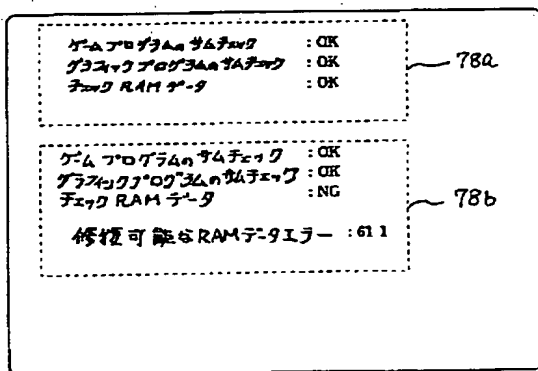 ゲームプログラムのサムチェック :OK
グラフィックプログラムのサムチェック :OK
チェックRAMデータ :OK
78a
ゲームプログラムのサムチェック :OK
グラフィックプログラムのサムチェック :OK
チェックRAMデータ :NG
修復可能なRAMデータエラー :611
78b